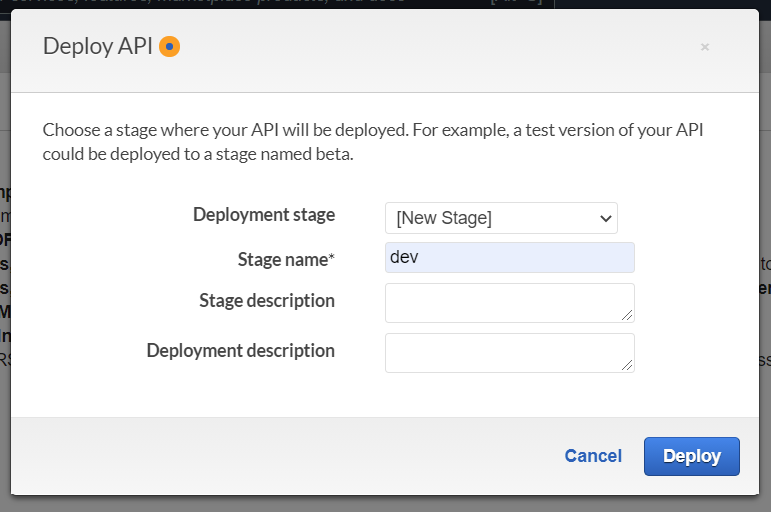 Deploy API
×
Choose a stage where your API will be deployed. For example, a test version of your API
could be deployed to a stage named beta.
Deployment stage [New Stage]
Stage name* dev
Stage description
Deployment description
Cancel Deploy